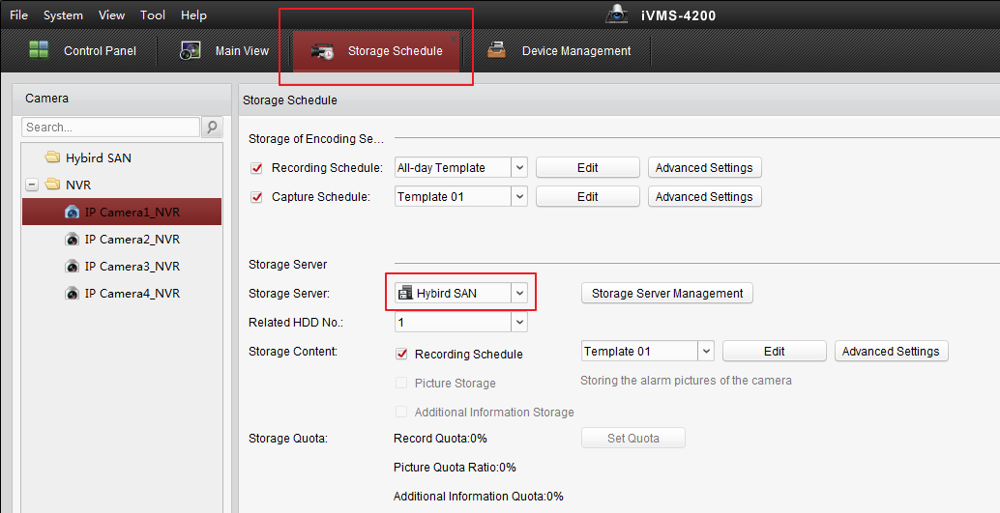 File System View Tool Help iVMS-4200
Control Panel Main View Storage Schedule Device Management
Camera
Search...
Hybird SAN
NVR
IP Camera1_NVR
IP Camera2_NVR
IP Camera3_NVR
IP Camera4_NVR
Storage Schedule
Storage of Encoding Se...
Recording Schedule: All-day Template Edit Advanced Settings
Capture Schedule: Template 01 Edit Advanced Settings
Storage Server
Storage Server: Hybird SAN Storage Server Management
Related HDD No.: 1
Storage Content: Recording Schedule Template 01 Edit Advanced Settings
Picture Storage Storing the alarm pictures of the camera
Additional Information Storage
Storage Quota: Record Quota:0% Set Quota
Picture Quota Ratio:0%
Additional Information Quota:0%